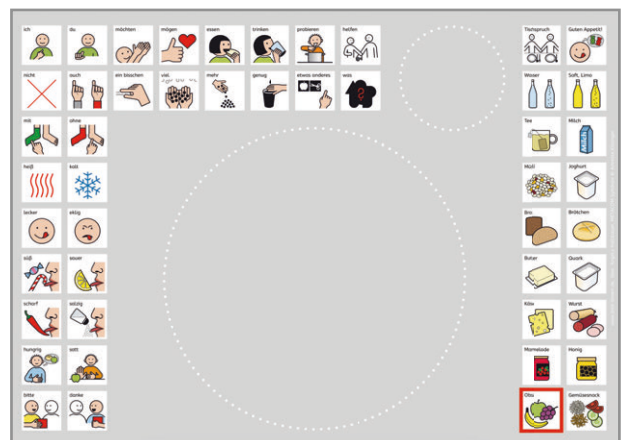 ich du möchten mögen essen trinken probieren helfen
Tischspruch Guten Appetit!
nicht auch ein bisschen viel mehr genug etwas anderes was
Wasser Saft, Limo
mit ohne
Tee Milch
Milch
heiß kalt
Müsli Joghurt
lecker eklig
Brot Brötchen
Butter Quark
süß sauer
scharf salzig
Käse Wurst
hungrig satt
Marmelade Honig
bitte danke
Obst Gemüsesnack